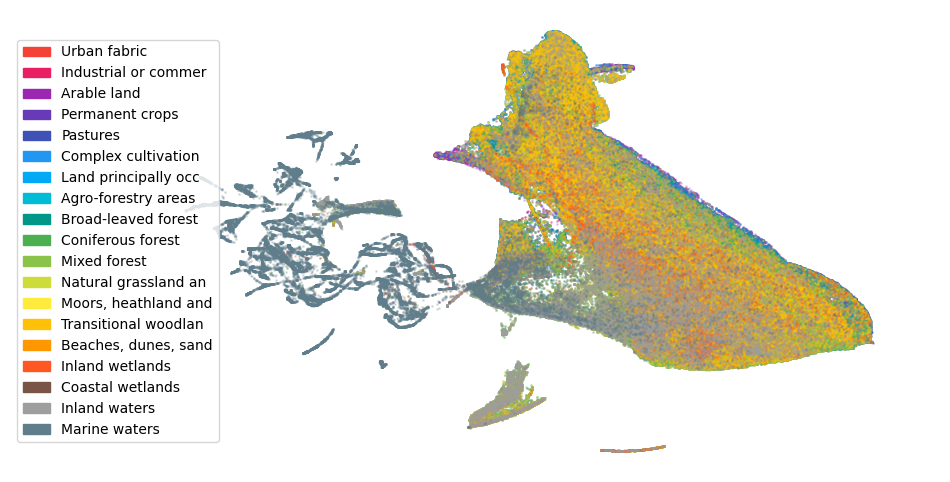 Urban fabric
Industrial or commer
Arable land
Permanent crops
Pastures
Complex cultivation
Land principally occ
Agro-forestry areas
Broad-leaved forest
Coniferous forest
Mixed forest
Natural grassland an
Moors, heathland and
Transitional woodlan
Beaches, dunes, sand
Inland wetlands
Coastal wetlands
Inland waters
Marine waters